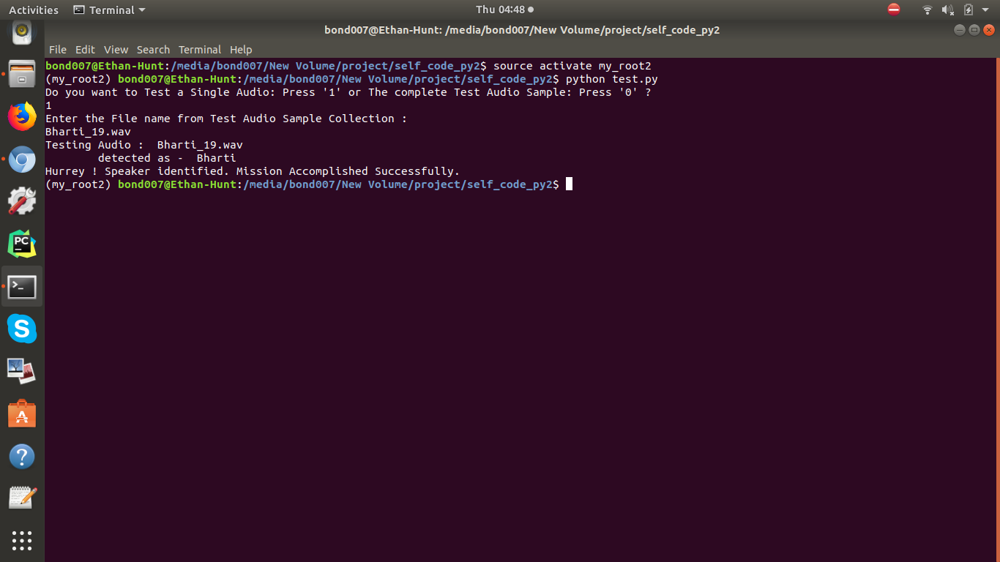 Activities Terminal Thu 04:48
bond007@Ethan-Hunt: /media/bond007/New Volume/project/self_code_py2
File Edit View Search Terminal Help
bond007@Ethan-Hunt:/media/bond007/New Volume/project/self_code_py2$ source activate my_root2
(my_root2) bond007@Ethan-Hunt:/media/bond007/New Volume/project/self_code_py2$ python test.py
Do you want to Test a Single Audio: Press '1' or The complete Test Audio Sample: Press '0' ?
1
Enter the File name from Test Audio Sample Collection :
Bharti_19.wav
Testing Audio :  Bharti_19.wav
        detected as -  Bharti
Hurrey ! Speaker identified. Mission Accomplished Successfully.
(my_root2) bond007@Ethan-Hunt:/media/bond007/New Volume/project/self_code_py2$
PC
>_
S
A
?